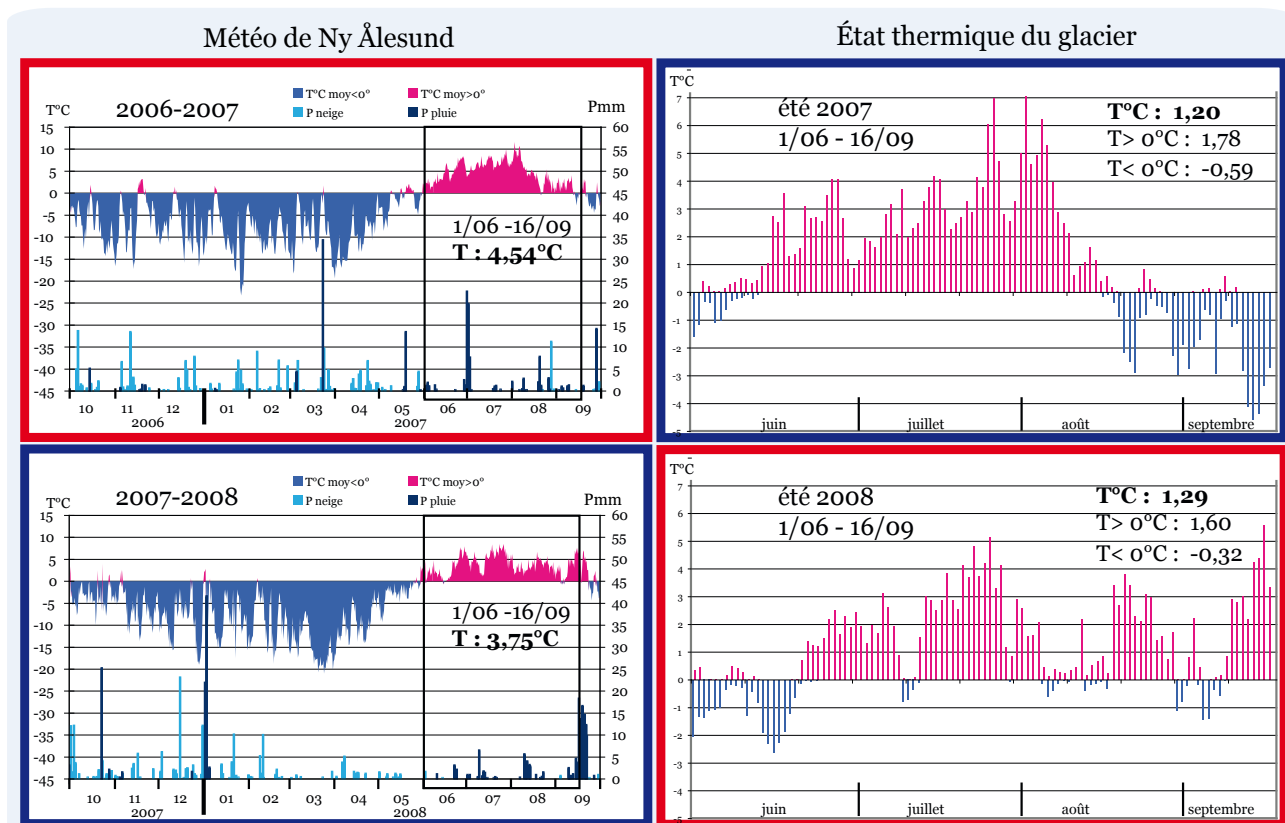 Météo de Ny Ålesund
État thermique du glacier
T°C moy<0° T°C moy>0°
T°C 2006-2007 P neige P pluie Pmm
15 60
10 55
5 50
0 45
-5 40
-10 35
-15 30
-20 25
-25 20
-30 15
-35 10
-40 5
-45 0
1/06 -16/09
T : 4,54°C
10 11 12 01 02 03 04 05 06 07 08 09
2006 2007
T°C
7
6
5
4
3
2
1
0
-1
-2
-3
-4
-5
été 2007
1/06 - 16/09
T°C : 1,20
T> 0°C : 1,78
T< 0°C : -0,59
juin juillet août septembre
T°C moy<0° T°C moy>0°
T°C 2007-2008 P neige P pluie Pmm
15 60
10 55
5 50
0 45
-5 40
-10 35
-15 30
-20 25
-25 20
-30 15
-35 10
-40 5
-45 0
1/06 -16/09
T : 3,75°C
10 11 12 01 02 03 04 05 06 07 08 09
2007 2008
T°C
7
6
5
4
3
2
1
0
-1
-2
-3
-4
-5
été 2008
1/06 - 16/09
T°C : 1,29
T> 0°C : 1,60
T< 0°C : -0,32
juin juillet août septembre